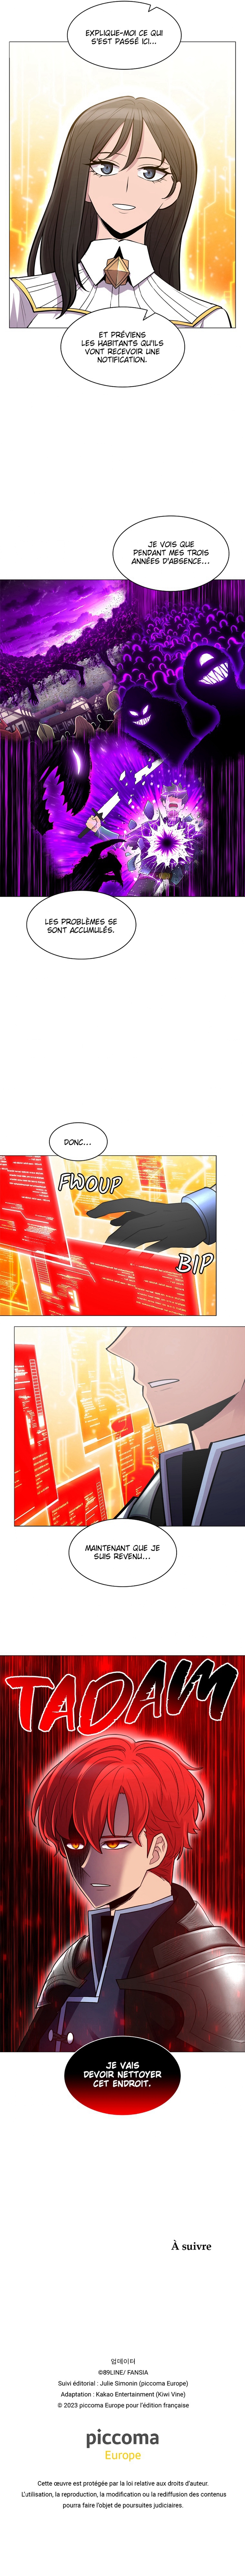 EXPLIQUE-MOI CE QUI
S'EST PASSÉ ICI...
ET PRÉVIENS
LES HABITANTS QU'ILS
VONT RECEVOIR UNE
NOTIFICATION.
JE VOIS QUE
PENDANT MES TROIS
ANNÉES D'ABSENCE...
LES PROBLÈMES SE
SONT ACCUMULÉS.
DONC...
FWOUP
BIP
MAINTENANT QUE JE
SUIS REVENU...
TADAIM
JE VAIS
DEVOIR NETTOYER
CET ENDROIT.
À suivre
업데이터
©89LINE/ FANSIA
Suivi éditorial : Julie Simonin (piccoma Europe)
Adaptation : Kakao Entertainment (Kiwi Vine)
© 2023 piccoma Europe pour l'édition française
piccoma
Europe
Cette œuvre est protégée par la loi relative aux droits d'auteur.
L'utilisation, la reproduction, la modification ou la rediffusion des contenus
pourra faire l'objet de poursuites judiciaires.